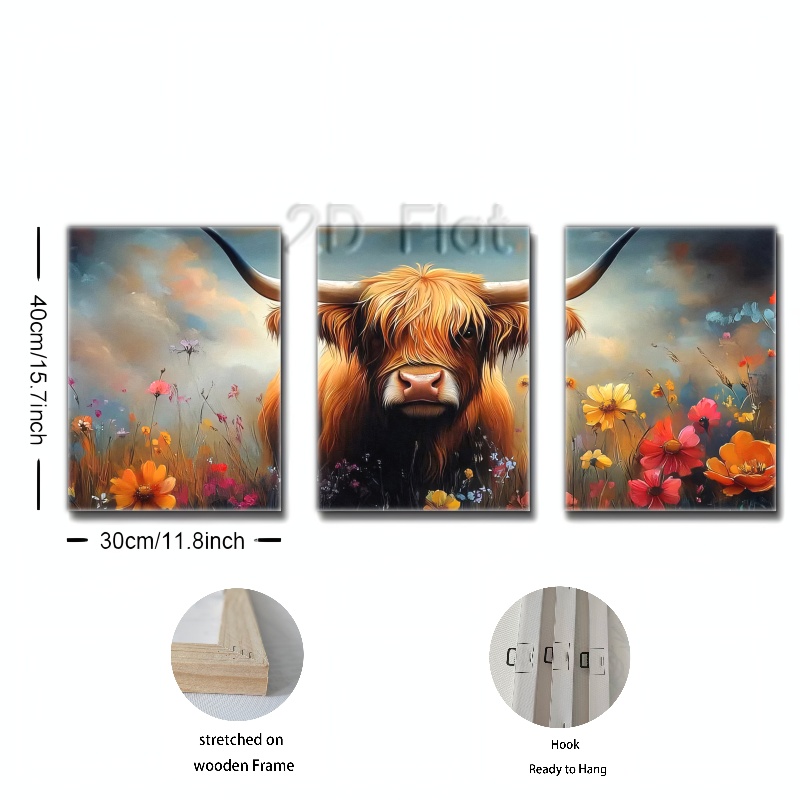 2D Flat
40cm/15.7inch
30cm/11.8inch
stretched on
wooden Frame
Hook
Ready to Hang